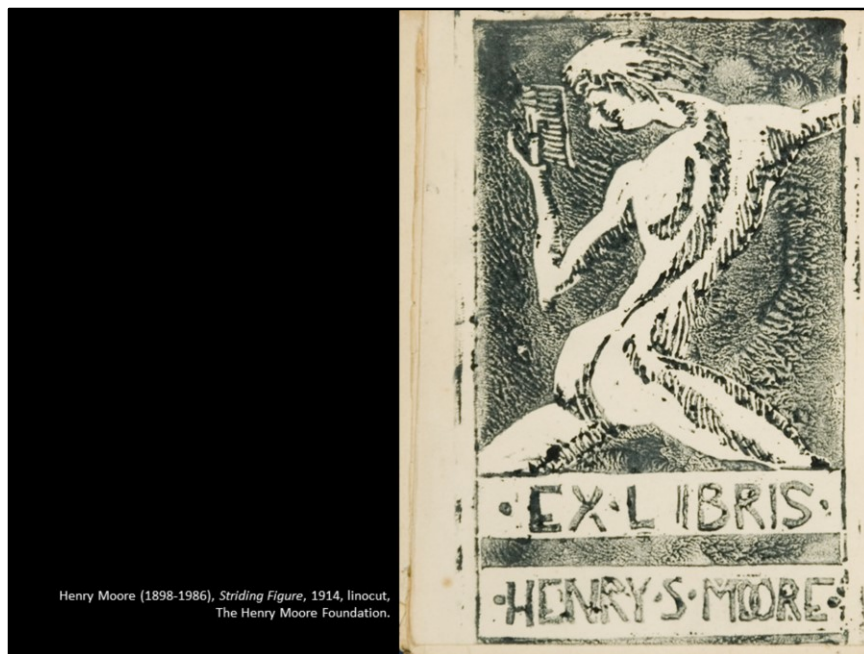 Henry Moore (1898-1986), Striding Figure, 1914, linocut,
The Henry Moore Foundation.
·EX·LIBRIS·
·HENRY·S·MOORE·